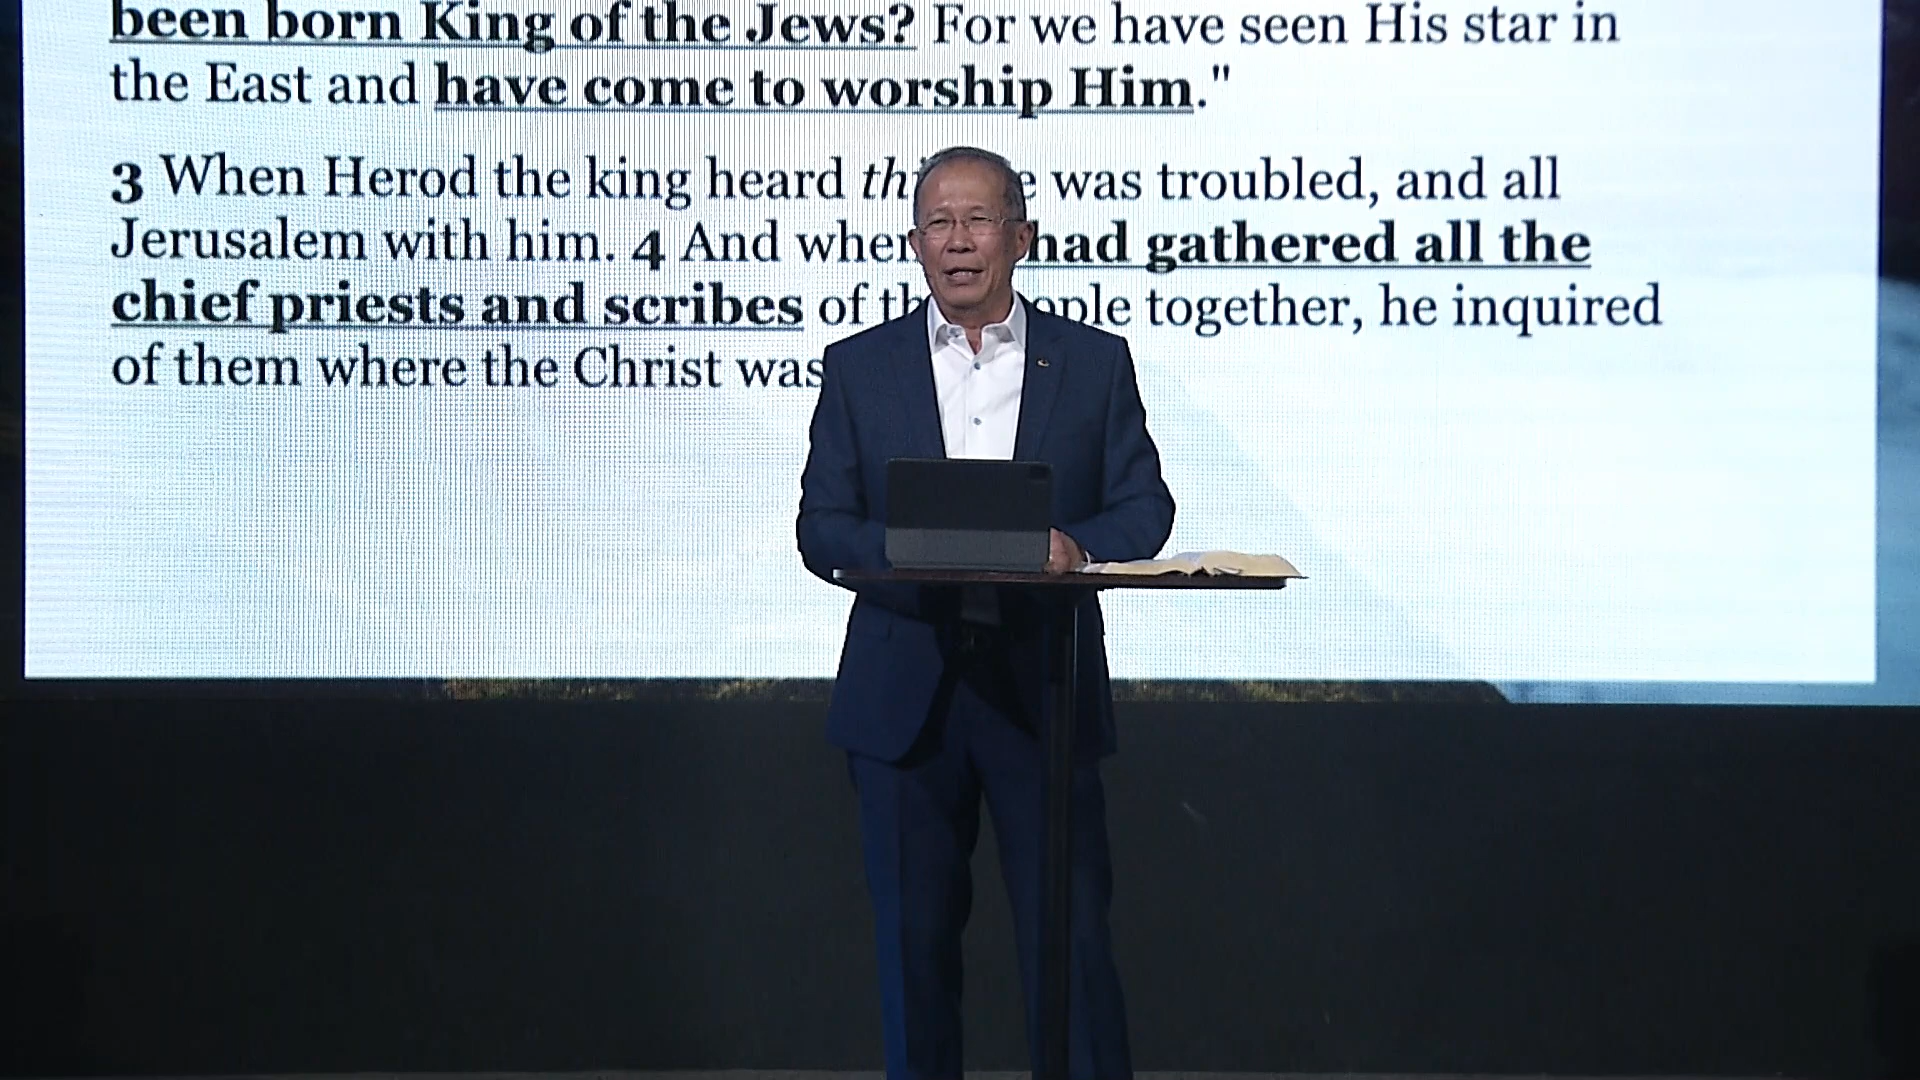 been born King of the Jews? For we have seen His star in
the East and have come to worship Him."
3 When Herod the king heard was troubled, and all
Jerusalem with him. 4 And when had gathered all the
chief priests and scribes of people together, he inquired
of them where the Christ was